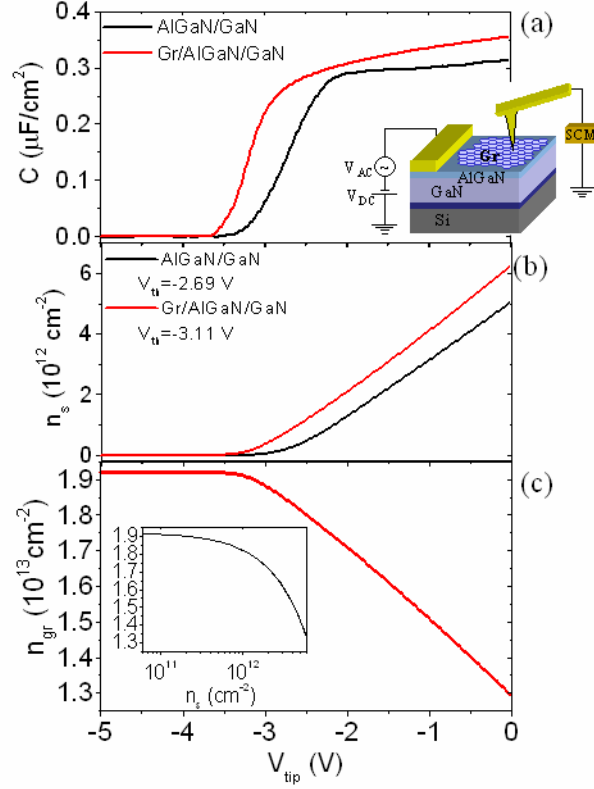 AlGaN/GaN
Gr/AlGaN/GaN
(a)
C (μF/cm²)
0.4
0.3
0.2
0.1
0.0
V_AC
V_DC
Gr
AlGaN
GaN
Si
SCM
AlGaN/GaN
V_th=-2.69 V
Gr/AlGaN/GaN
V_th=-3.11 V
(b)
n_s (10¹² cm⁻²)
6
4
2
0
(c)
n_gr (10¹³cm⁻²)
1.9
1.8
1.7
1.6
1.5
1.4
1.3
1.9
1.8
1.7
1.6
1.5
1.4
1.3
10¹¹ 10¹²
n_s (cm⁻²)
-5 -4 -3 -2 -1 0
V_tip (V)